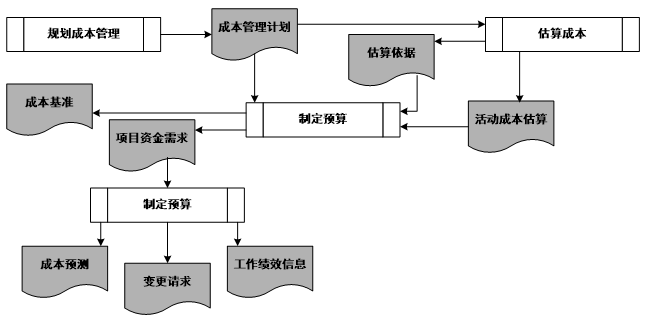 规划成本管理
成本管理计划
估算成本
估算依据
成本基准
制定预算
活动成本估算
项目资金需求
制定预算
成本预测
变更请求
工作绩效信息